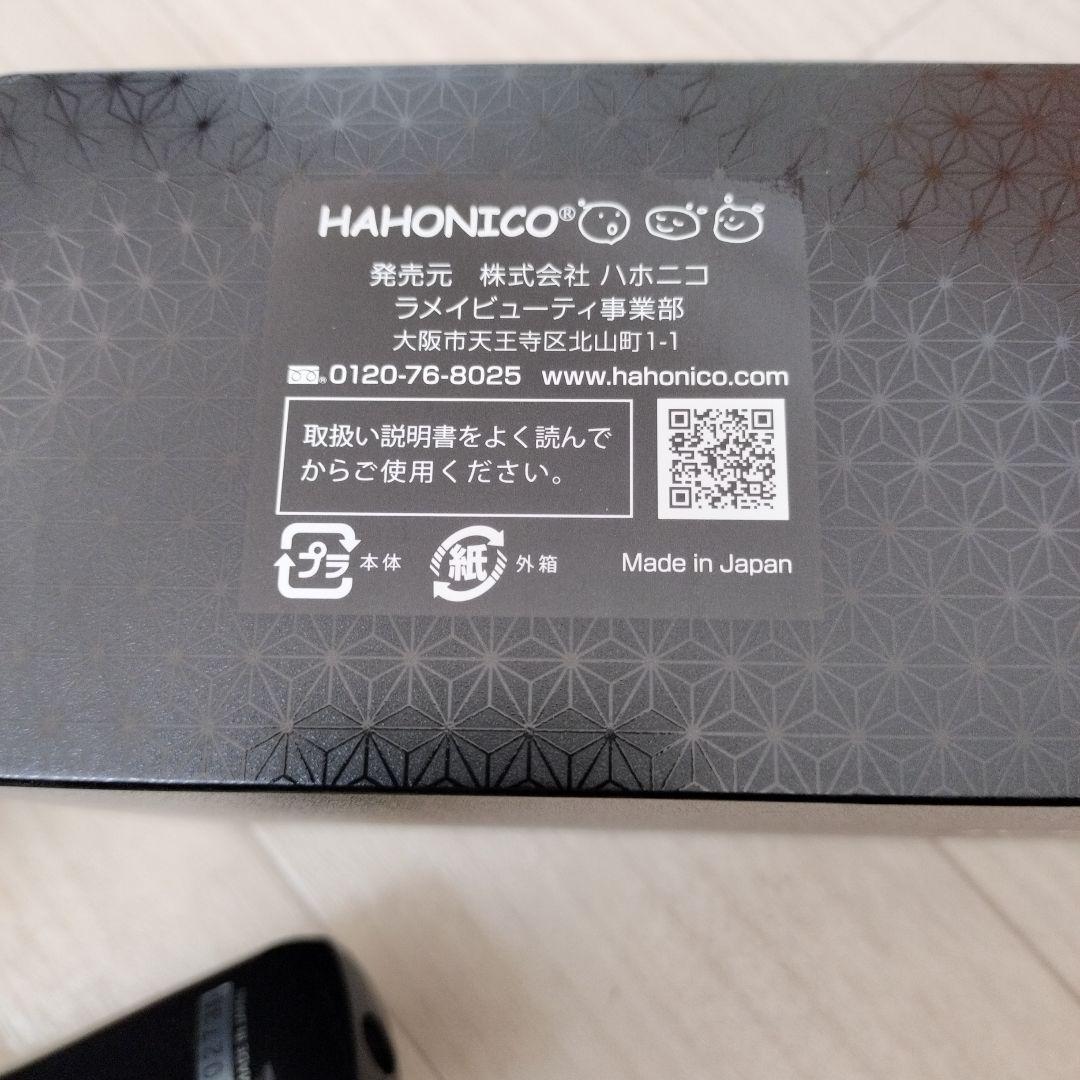 HAHONICO®
発売元 株式会社 ハホニコ
ラメイビューティ事業部
大阪市天王寺区北山町1-1
0120-76-8025 www.hahonico.com
取扱い説明書をよく読んで
からご使用ください。
プラ 本体 紙 外箱 Made in Japan